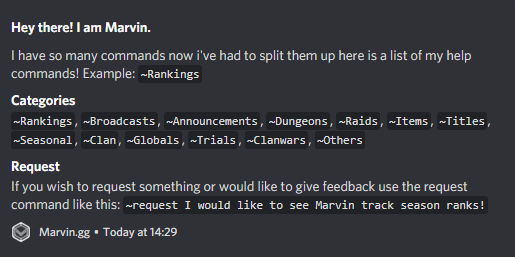 Hey there! I am Marvin.
I have so many commands now i've had to split them up here is a list of my help
commands! Example: ~Rankings
Categories
~Rankings, ~Broadcasts, ~Announcements, ~Dungeons, ~Raids, ~Items, ~Titles,
~Seasonal, ~Clan, ~Globals, ~Trials, ~Clanwars, ~Others
Request
If you wish to request something or would like to give feedback use the request
command like this: ~request I would like to see Marvin track season ranks!
Marvin.gg • Today at 14:29